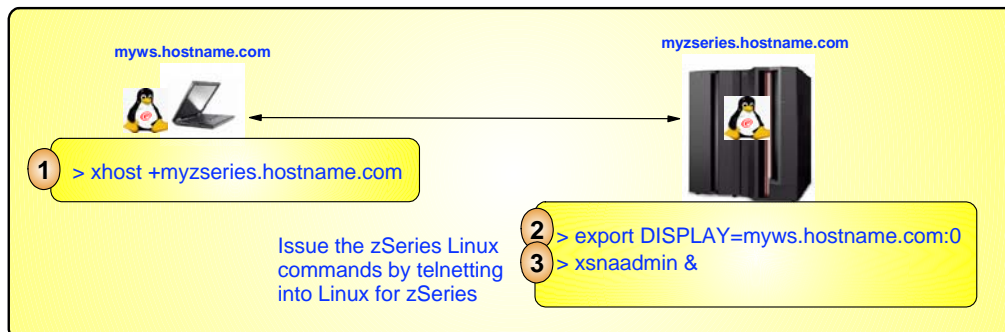 myws.hostname.com
myzseries.hostname.com
1
> xhost +myzseries.hostname.com
Issue the zSeries Linux
commands by telnetting
into Linux for zSeries
2
> export DISPLAY=myws.hostname.com:0
3
> xsnaadmin &